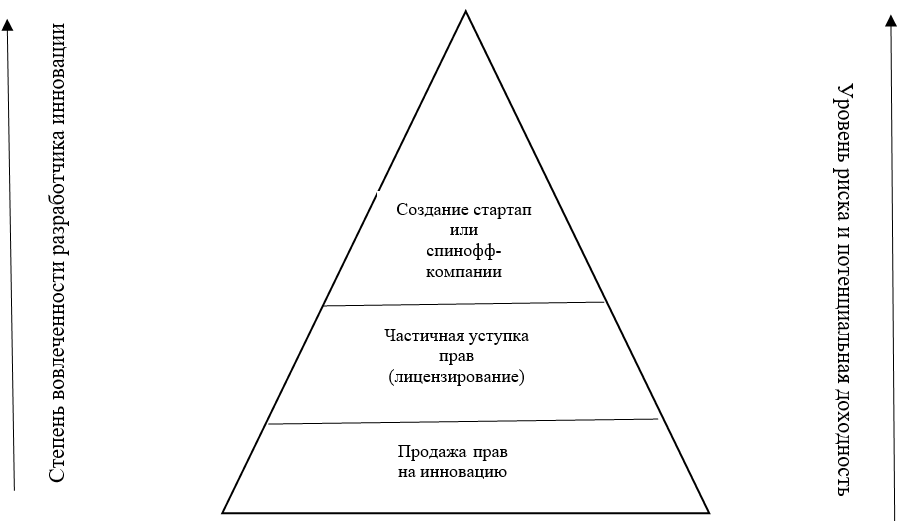 Степень вовлеченности разработчика инновации
Создание стартап
или
спинофф-
компании
Частичная уступка
прав
(лицензирование)
Продажа прав
на инновацию
Уровень риска и потенциальная доходность